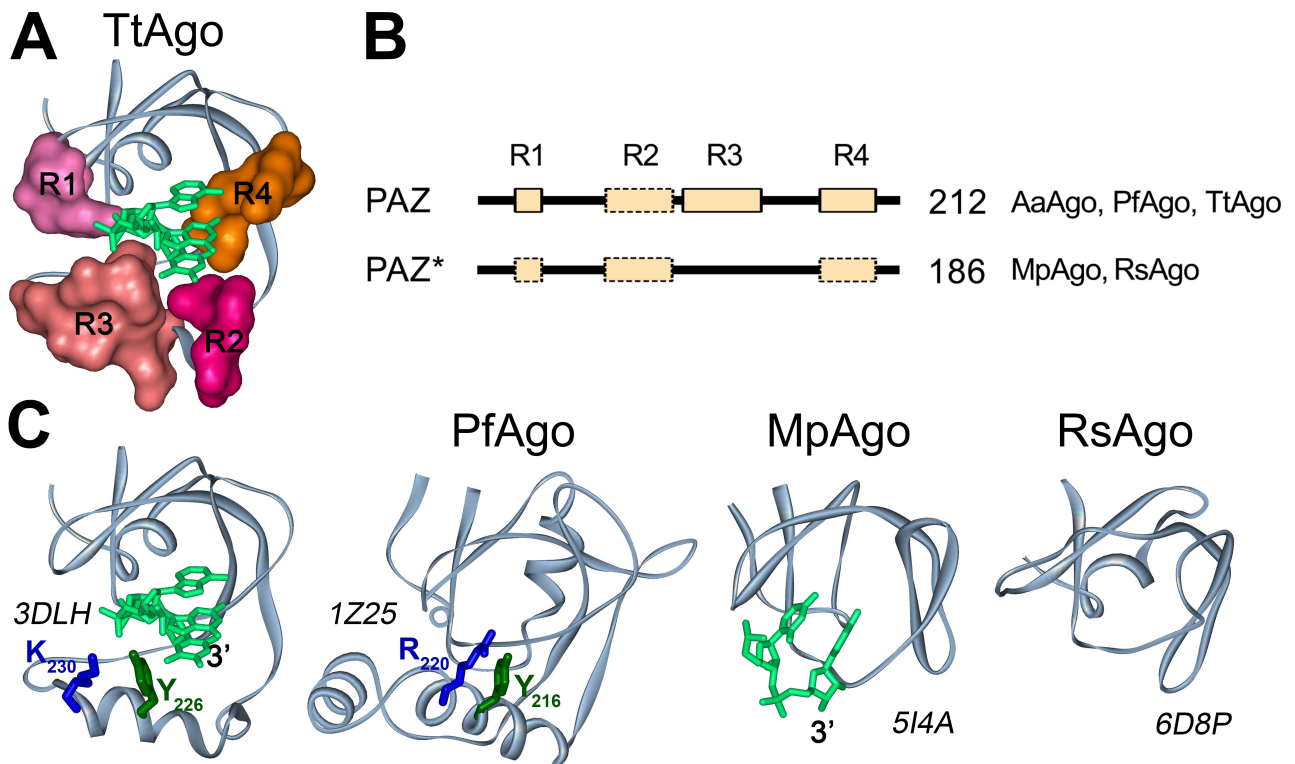 A TtAgo
R1
R4
R3
R2
B
R1 R2 R3 R4
PAZ 212 AaAgo, PfAgo, TtAgo
PAZ* 186 MpAgo, RsAgo
C
PfAgo MpAgo RsAgo
3DLH
K230
Y226
3’
1Z25
R220
Y216
3’
5I4A
6D8P